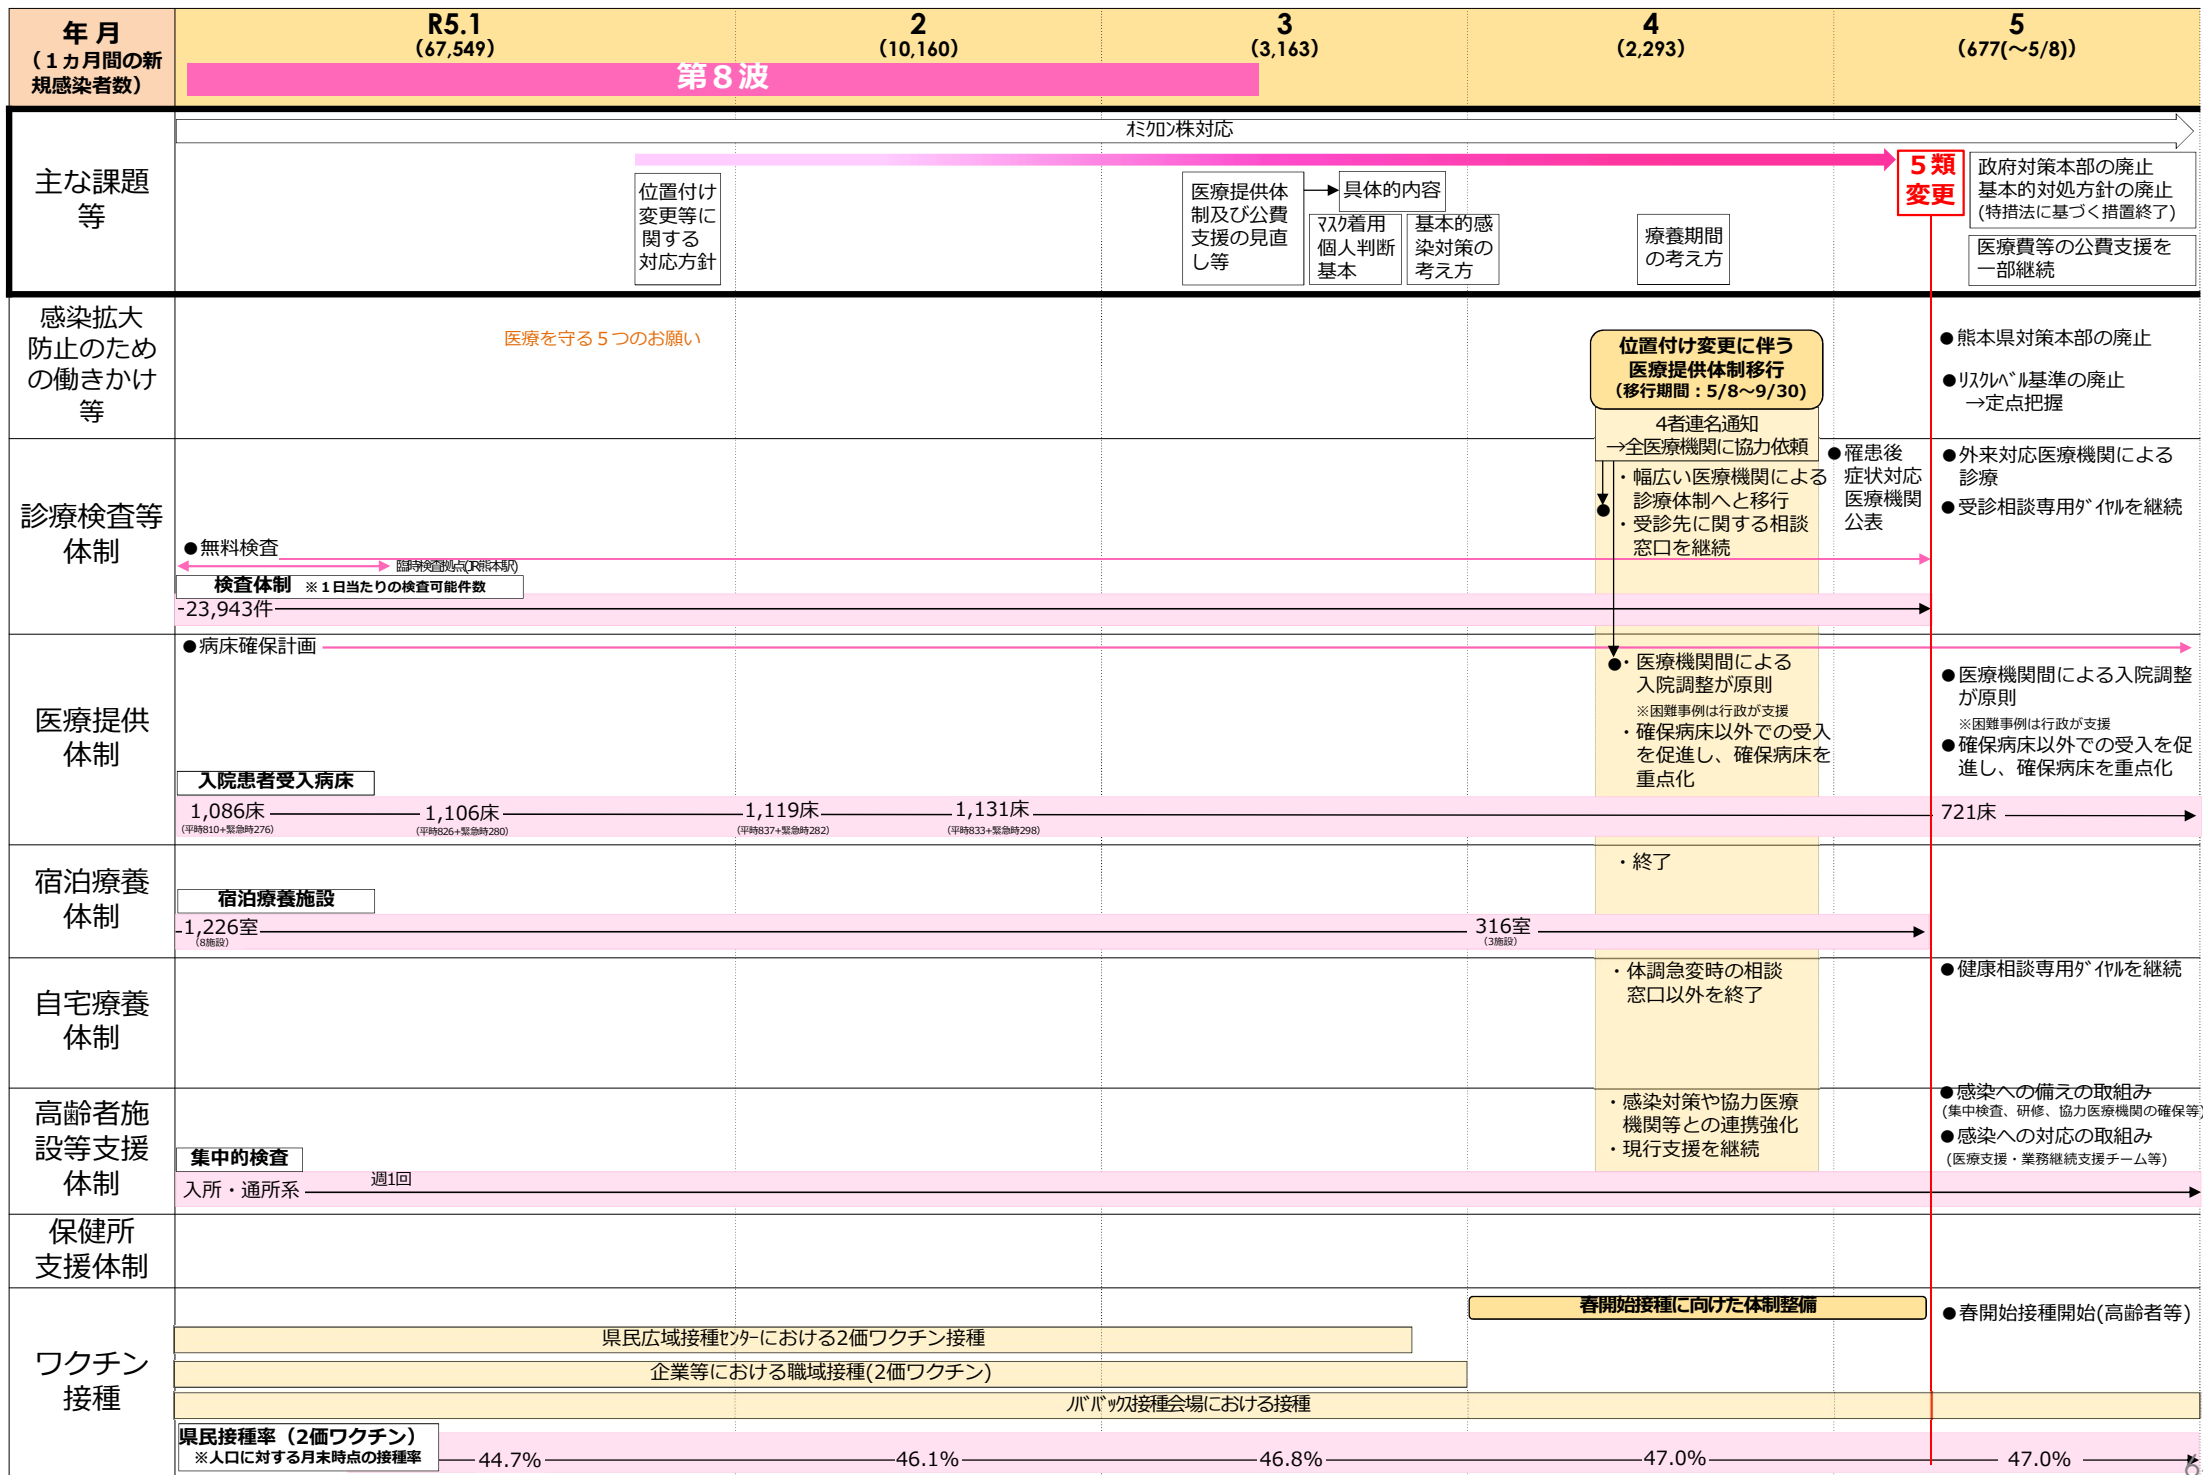 年 月
（１ヵ月間の新
規感染者数）
R5.1
（67,549）
2
（10,160）
3
（3,163）
4
（2,293）
5
（677(～5/8)）
第８波
主な課題
等
ｵﾐｸﾛﾝ株対応
位置付け
変更等に
関する
対応方針
医療提供体
制及び公費
支援の見直
し等
具体的内容
ﾏｽｸ着用
個人判断
基本
基本的感
染対策の
考え方
療養期間
の考え方
５類
変更
政府対策本部の廃止
基本的対処方針の廃止
(特措法に基づく措置終了)
医療費等の公費支援を
一部継続
感染拡大
防止のため
の働きかけ
等
医療を守る５つのお願い
位置付け変更に伴う
医療提供体制移行
（移行期間：5/8～9/30）
4者連名通知
→全医療機関に協力依頼
●熊本県対策本部の廃止
●ﾘｽｸﾚﾍﾞﾙ基準の廃止
→定点把握
診療検査等
体制
●無料検査
臨時検査拠点(JR熊本駅)
検査体制 ※１日当たりの検査可能件数
23,943件
・幅広い医療機関による
診療体制へと移行
・受診先に関する相談
窓口を継続
●罹患後
症状対応
医療機関
公表
●外来対応医療機関による
診療
●受診相談専用ﾀﾞｲﾔﾙを継続
医療提供
体制
●病床確保計画
入院患者受入病床
1,086床
（平時810+緊急時276）
1,106床
（平時826+緊急時280）
1,119床
（平時837+緊急時282）
1,131床
（平時833+緊急時298）
・医療機関間による
入院調整が原則
※困難事例は行政が支援
・確保病床以外での受入
を促進し、確保病床を
重点化
●医療機関間による入院調整
が原則
※困難事例は行政が支援
●確保病床以外での受入を促
進し、確保病床を重点化
721床
宿泊療養
体制
宿泊療養施設
1,226室
（8施設）
・終了
316室
（3施設）
自宅療養
体制
・体調急変時の相談
窓口以外を終了
●健康相談専用ﾀﾞｲﾔﾙを継続
高齢者施
設等支援
体制
集中的検査
入所・通所系
週1回
・感染対策や協力医療
機関等との連携強化
・現行支援を継続
●感染への備えの取組み
(集中検査、研修、協力医療機関の確保等)
●感染への対応の取組み
(医療支援・業務継続支援チーム等)
保健所
支援体制
ワクチン
接種
春開始接種に向けた体制整備
●春開始接種開始(高齢者等)
県民広域接種ｾﾝﾀｰにおける2価ワクチン接種
企業等における職域接種(2価ワクチン)
ﾉﾊﾞﾊﾞｯｸｽ接種会場における接種
県民接種率（2価ワクチン）
※人口に対する月末時点の接種率
44.7%
46.1%
46.8%
47.0%
47.0%
6